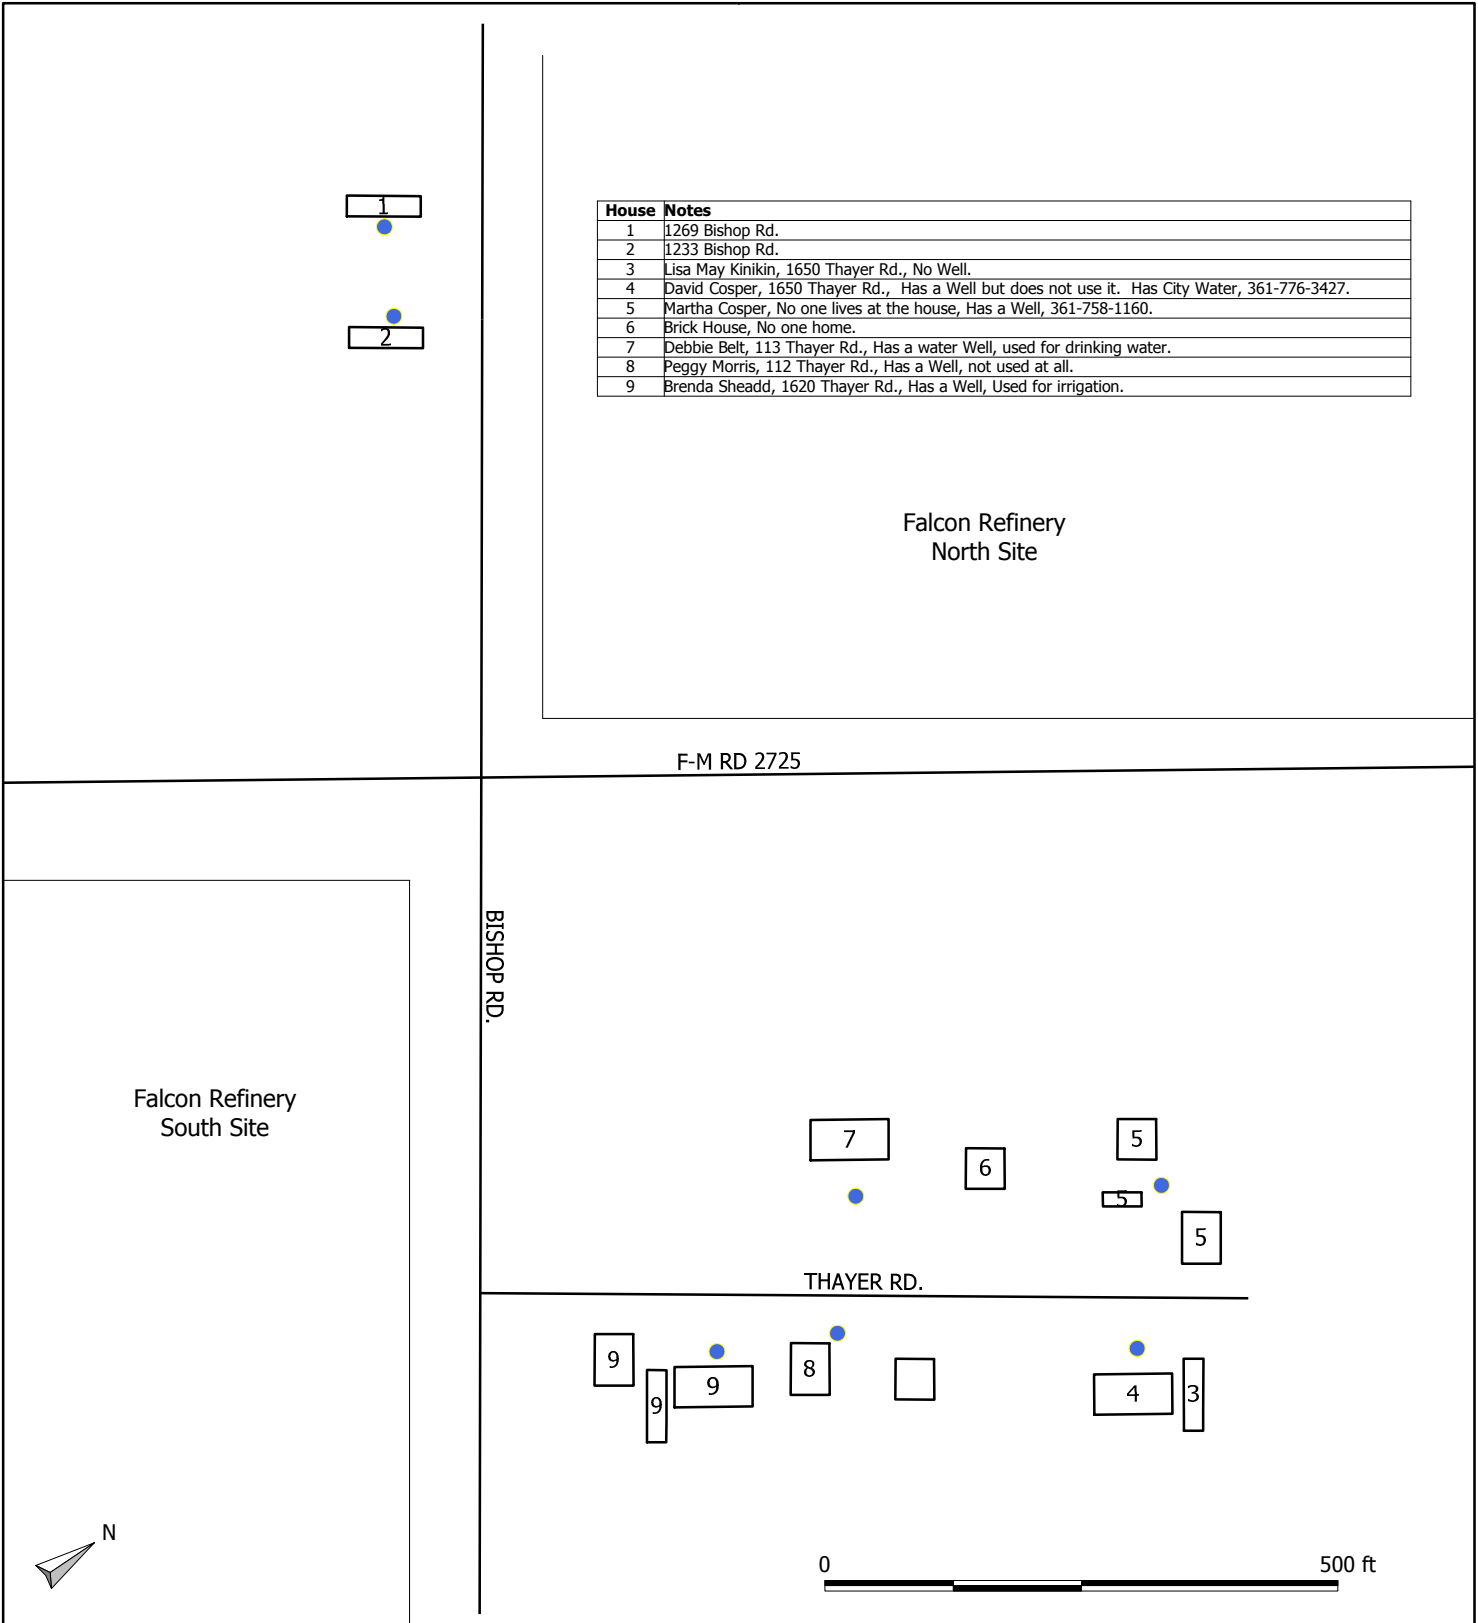 1
2
House Notes
1 1269 Bishop Rd.
2 1233 Bishop Rd.
3 Lisa May Kinikin, 1650 Thayer Rd., No Well.
4 David Cosper, 1650 Thayer Rd.,  Has a Well but does not use it.  Has City Water, 361-776-3427.
5 Martha Cosper, No one lives at the house, Has a Well, 361-758-1160.
6 Brick House, No one home.
7 Debbie Belt, 113 Thayer Rd., Has a water Well, used for drinking water.
8 Peggy Morris, 112 Thayer Rd., Has a Well, not used at all.
9 Brenda Sheadd, 1620 Thayer Rd., Has a Well, Used for irrigation.
Falcon Refinery
North Site
F-M RD 2725
BISHOP RD.
Falcon Refinery
South Site
7
6
5
5
5
THAYER RD.
9
9
9
8
4
3
N
0 500 ft